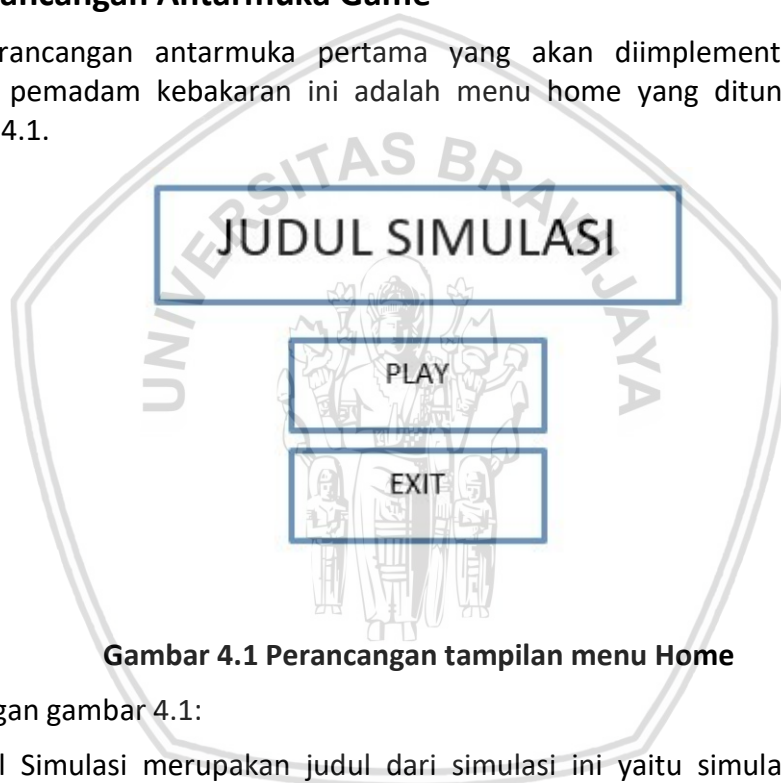 ancangan Antarmuka Game
rancangan antarmuka pertama yang akan diimplement
pemadam kebakaran ini adalah menu home yang ditun
4.1.
UNIVERSITAS BRAWIJAYA
JUDUL SIMULASI
PLAY
EXIT
Gambar 4.1 Perancangan tampilan menu Home
gan gambar 4.1:
l Simulasi merupakan judul dari simulasi ini yaitu simula